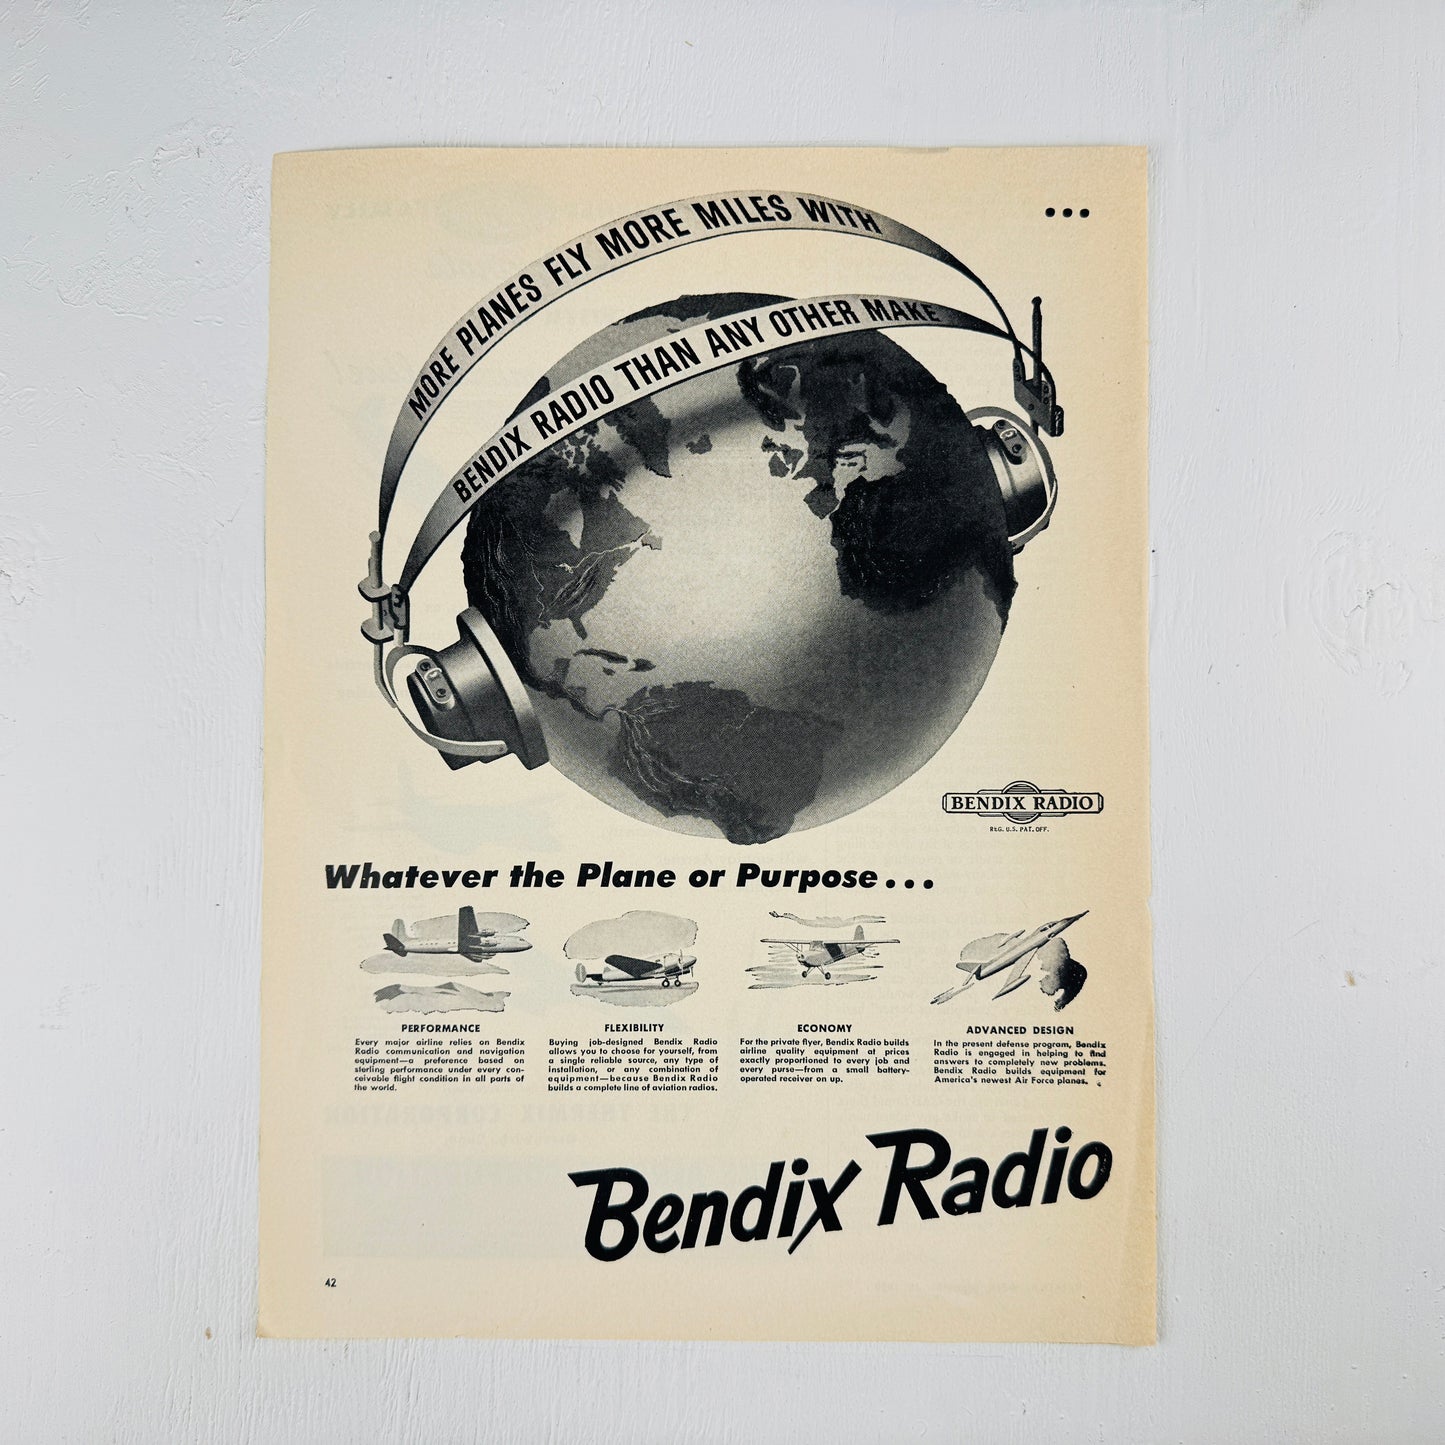 ...
MORE PLANES FLY MORE MILES WITH
BENDIX RADIO THAN ANY OTHER MAKE
BENDIX RADIO
REG. U.S. PAT. OFF.
Whatever the Plane or Purpose...
PERFORMANCE
Every major airline relies on Bendix
Radio communication and navigation
equipment—a preference based on
sterling performance under every con-
ceivable flight condition in all parts of
the world.
FLEXIBILITY
Buying job-designed Bendix Radio
allows you to choose for yourself, from
a single reliable source, any type of
installation, or any combination of
equipment—because Bendix Radio
builds a complete line of aviation radios.
ECONOMY
For the private flyer, Bendix Radio builds
airline quality equipment at prices
exactly proportioned to every job and
every purse—from a small battery-
operated receiver on up.
ADVANCED DESIGN
In the present defense program, Bendix
Radio is engaged in helping to find
answers to completely new problems.
Bendix Radio builds equipment for
America's newest Air Force planes.
Bendix Radio
42